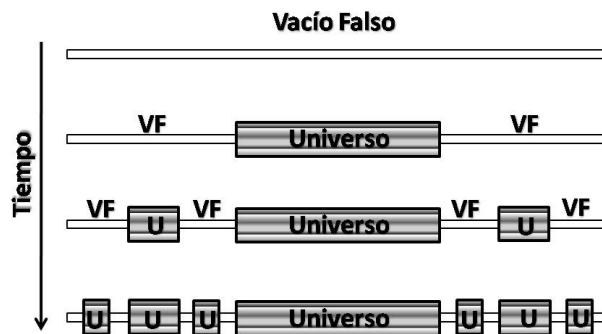 Vacío Falso
Tiempo
VF Universo VF
VF U VF Universo VF U VF
U U U Universo U U U